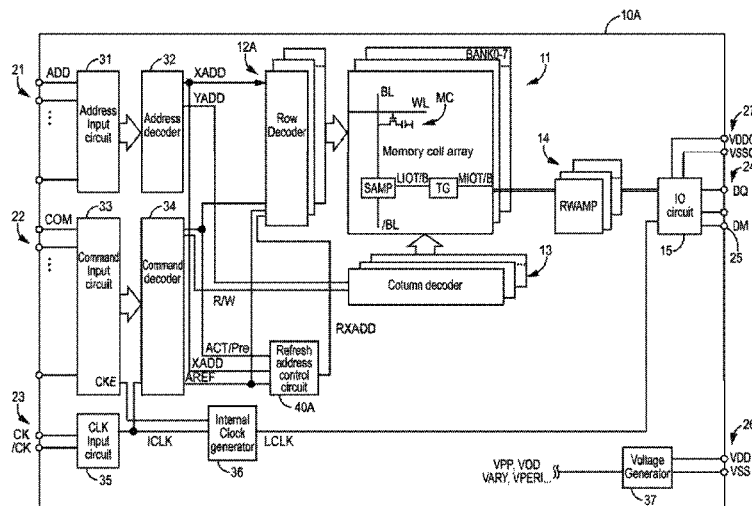 10A
31
32
12A
BANK0-7
21
ADD
Address
Input
circuit
Address
decoder
XADD
YADD
Row
Decoder
BL
WL
MC
11
Memory cell array
27
VDDQ
VSSQ
14
24
LIOT/B
MIOT/B
SAMP
TG
RWAMP
IO
circuit
DQ
DM
15
25
/BL
22
COM
33
34
Command
Input
circuit
Command
decoder
R/W
Column decoder
13
RXADD
ACT/Pre
XADD
AREF
Refresh
address
control
circuit
40A
CKE
23
CK
/CK
CLK
Input
circuit
35
ICLK
Internal
Clock
generator
36
LCLK
26
VPP, VOD
VARY, VPERI...
Voltage
Generator
37
VDD
VSS